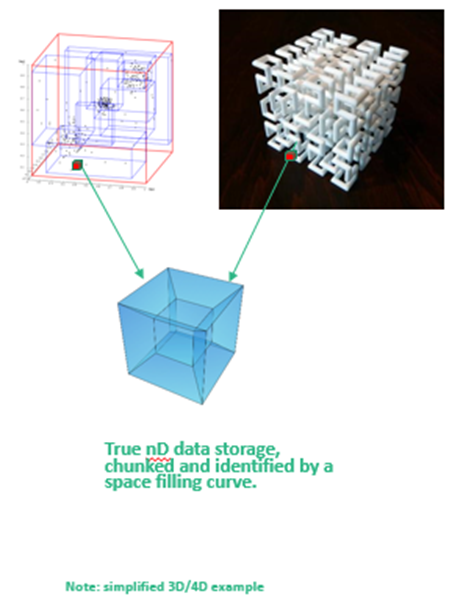 True nD data storage,
chunked and identified by a
space filling curve.
Note: simplified 3D/4D example